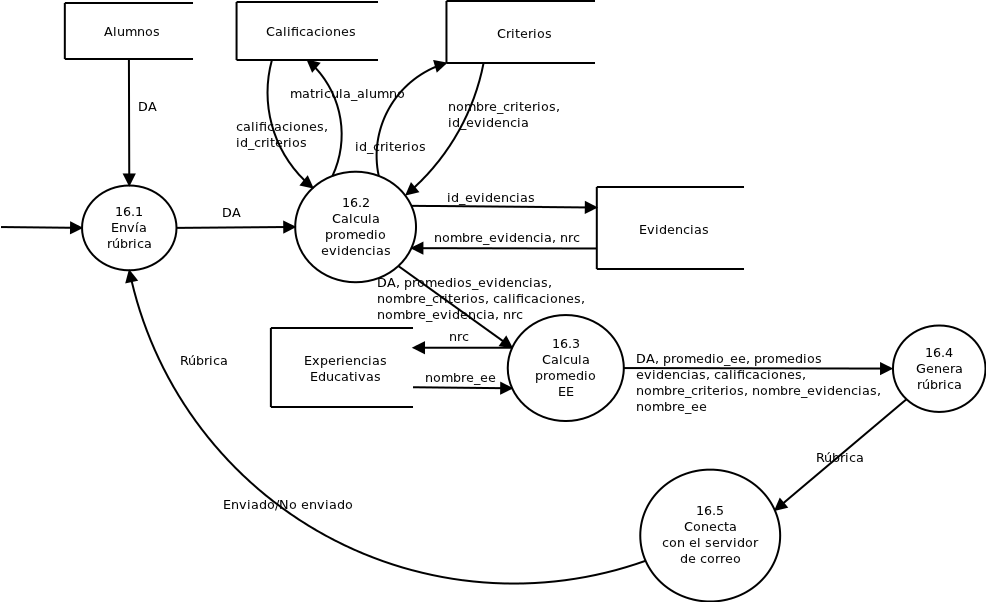 Alumnos
Calificaciones
Criterios
DA
matricula_alumno
calificaciones,
id_criterios
id_criterios
nombre_criterios,
id_evidencia
16.1
Envía
rúbrica
DA
16.2
Calcula
promedio
evidencias
id_evidencias
nombre_evidencia, nrc
Evidencias
DA, promedios_evidencias,
nombre_criterios, calificaciones,
nombre_evidencia, nrc
Rúbrica
Experiencias
Educativas
nrc
nombre_ee
16.3
Calcula
promedio
EE
DA, promedio_ee, promedios
evidencias, calificaciones,
nombre_criterios, nombre_evidencias,
nombre_ee
16.4
Genera
rúbrica
Rúbrica
Enviado/No enviado
16.5
Conecta
con el servidor
de correo